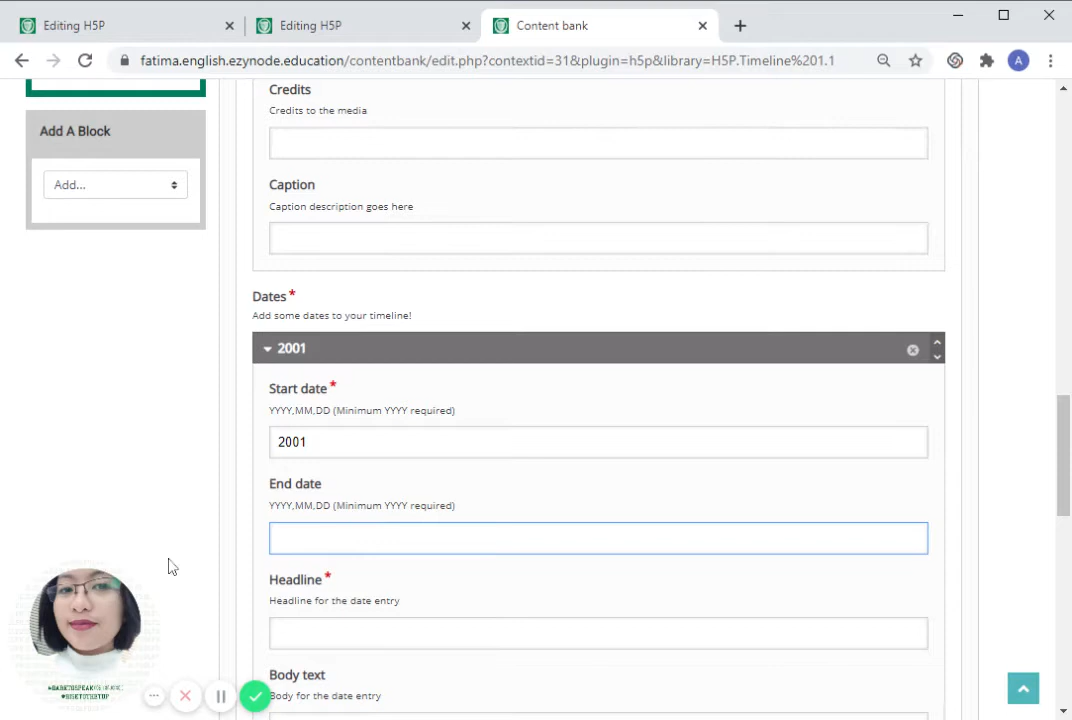 Editing H5P
Editing H5P
Content bank
fatima.english.ezynode.education/contentbank/edit.php?contextid=31&plugin=h5p&library=H5P.Timeline%201.1
A
Add A Block
Add...
Credits
Credits to the media
Caption
Caption description goes here
Dates*
Add some dates to your timeline!
2001
Start date*
YYYY,MM,DD (Minimum YYYY required)
2001
End date
YYYY,MM,DD (Minimum YYYY required)
Headline*
Headline for the date entry
Body text
Body for the date entry